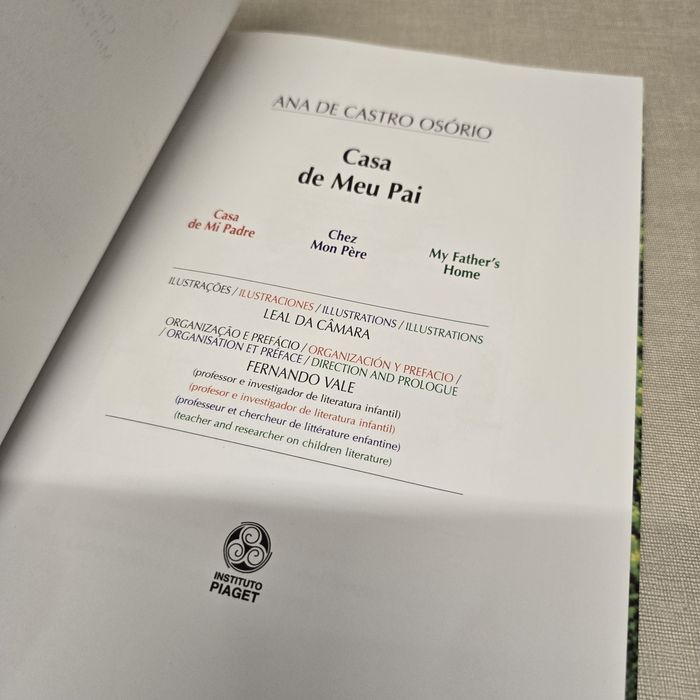 ANA DE CASTRO OSÓRIO
Casa
de Meu Pai
Casa
de Mi Padre
Chez
Mon Père
My Father's
Home
ILUSTRAÇÕES / ILUSTRACIONES / ILLUSTRATIONS / ILLUSTRATIONS
LEAL DA CÂMARA
ORGANIZAÇÃO E PREFÁCIO / ORGANIZACIÓN Y PREFACIO /
/ ORGANISATION ET PRÉFACE / DIRECTION AND PROLOGUE
FERNANDO VALE
(professor e investigador de literatura infantil)
(profesor e investigador de literatura infantil)
(professeur et chercheur de littérature enfantine)
(teacher and researcher on children literature)
INSTITUTO
PIAGET